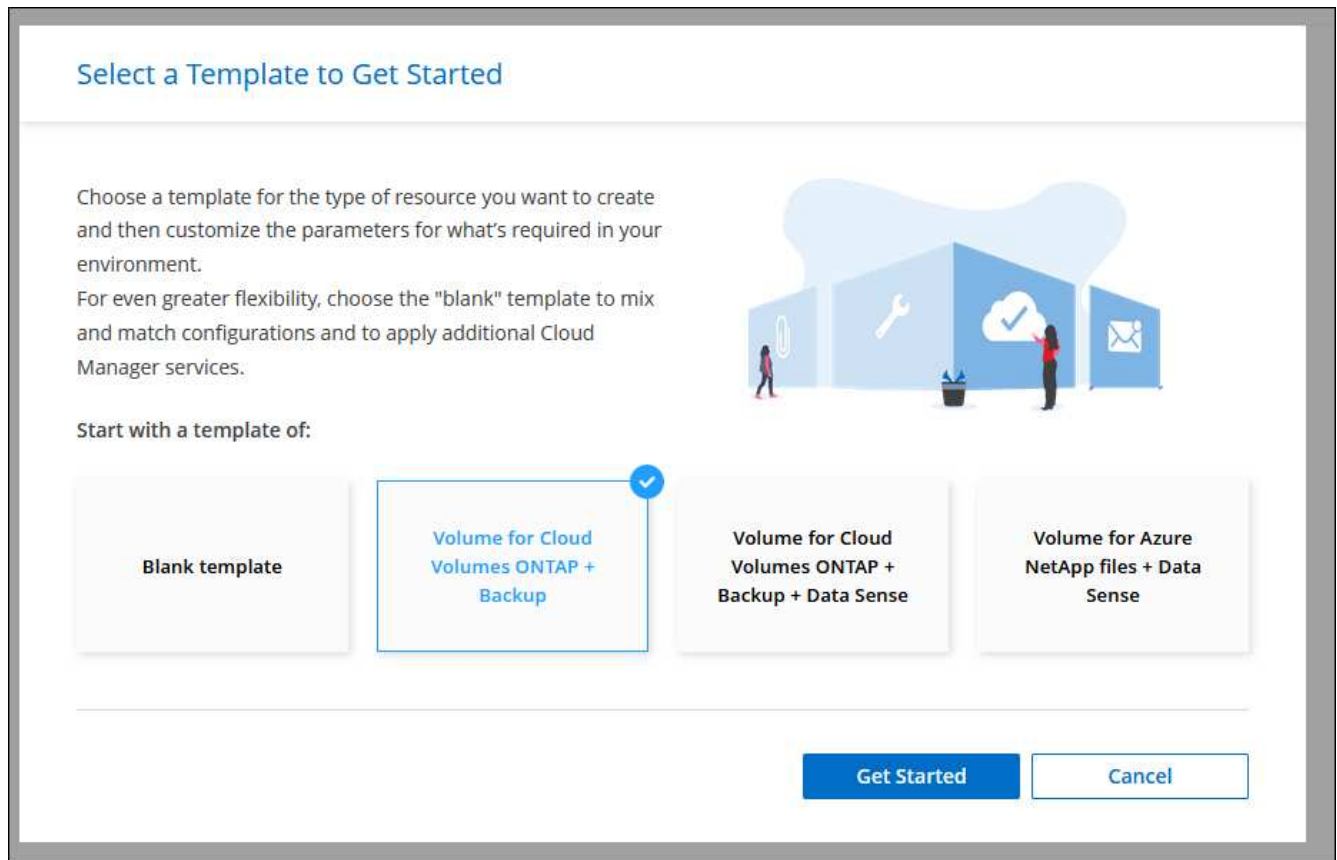 Select a Template to Get Started
Choose a template for the type of resource you want to create
and then customize the parameters for what's required in your
environment.
For even greater flexibility, choose the "blank" template to mix
and match configurations and to apply additional Cloud
Manager services.
Start with a template of:
Blank template
Volume for Cloud
Volumes ONTAP +
Backup
Volume for Cloud
Volumes ONTAP +
Backup + Data Sense
Volume for Azure
NetApp files + Data
Sense
Get Started
Cancel